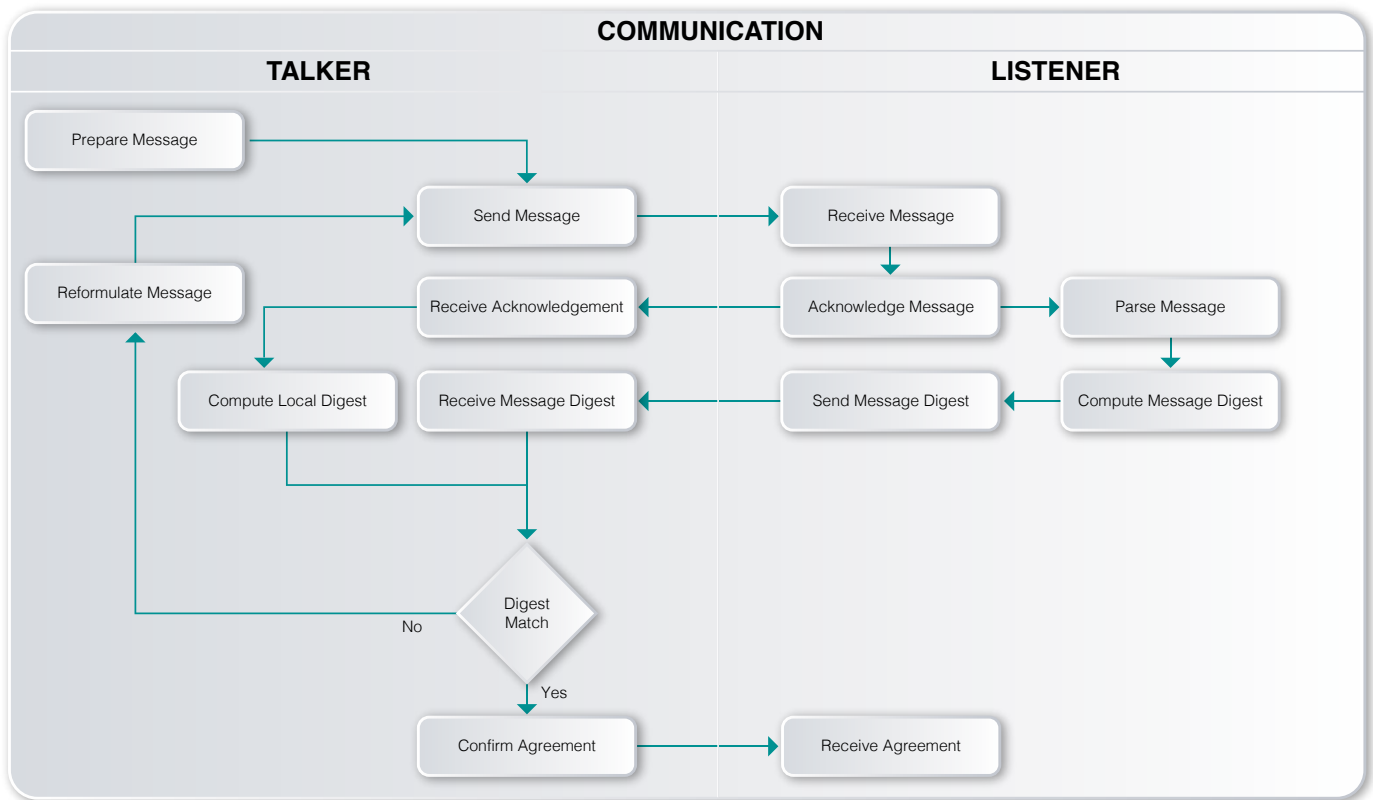 COMMUNICATION
TALKER
LISTENER
Prepare Message
Send Message
Receive Message
Reformulate Message
Receive Acknowledgement
Acknowledge Message
Parse Message
Compute Local Digest
Receive Message Digest
Send Message Digest
Compute Message Digest
Digest
Match
No
Yes
Confirm Agreement
Receive Agreement